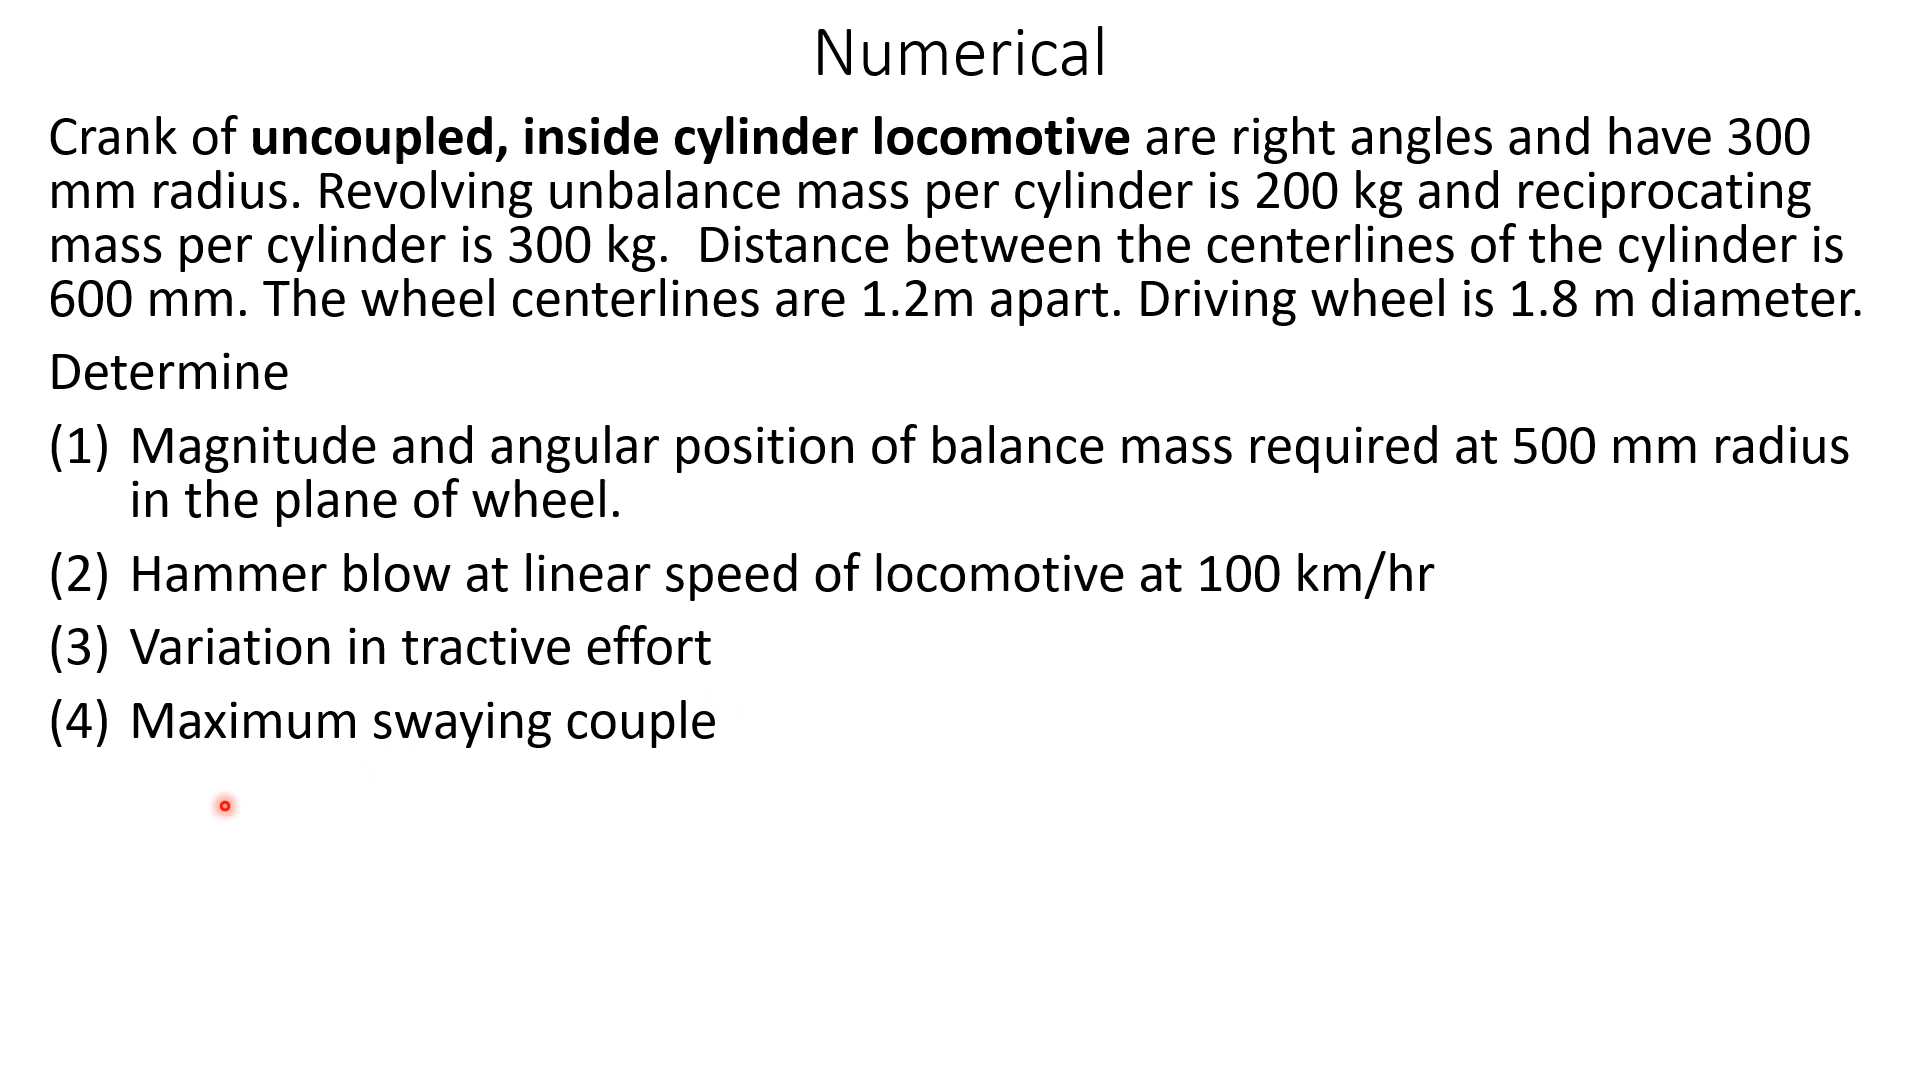 Numerical
Crank of uncoupled, inside cylinder locomotive are right angles and have 300
mm radius. Revolving unbalance mass per cylinder is 200 kg and reciprocating
mass per cylinder is 300 kg.  Distance between the centerlines of the cylinder is
600 mm. The wheel centerlines are 1.2m apart. Driving wheel is 1.8 m diameter.
Determine
(1) Magnitude and angular position of balance mass required at 500 mm radius
in the plane of wheel.
(2) Hammer blow at linear speed of locomotive at 100 km/hr
(3) Variation in tractive effort
(4) Maximum swaying couple